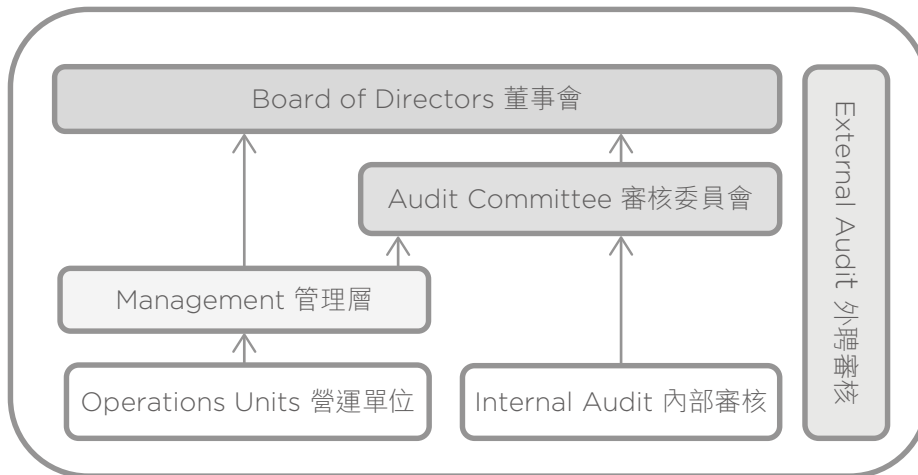 Board of Directors 董事會
Audit Committee 審核委員會
Management 管理層
Operations Units 營運單位
Internal Audit 內部審核
External Audit 外聘審核